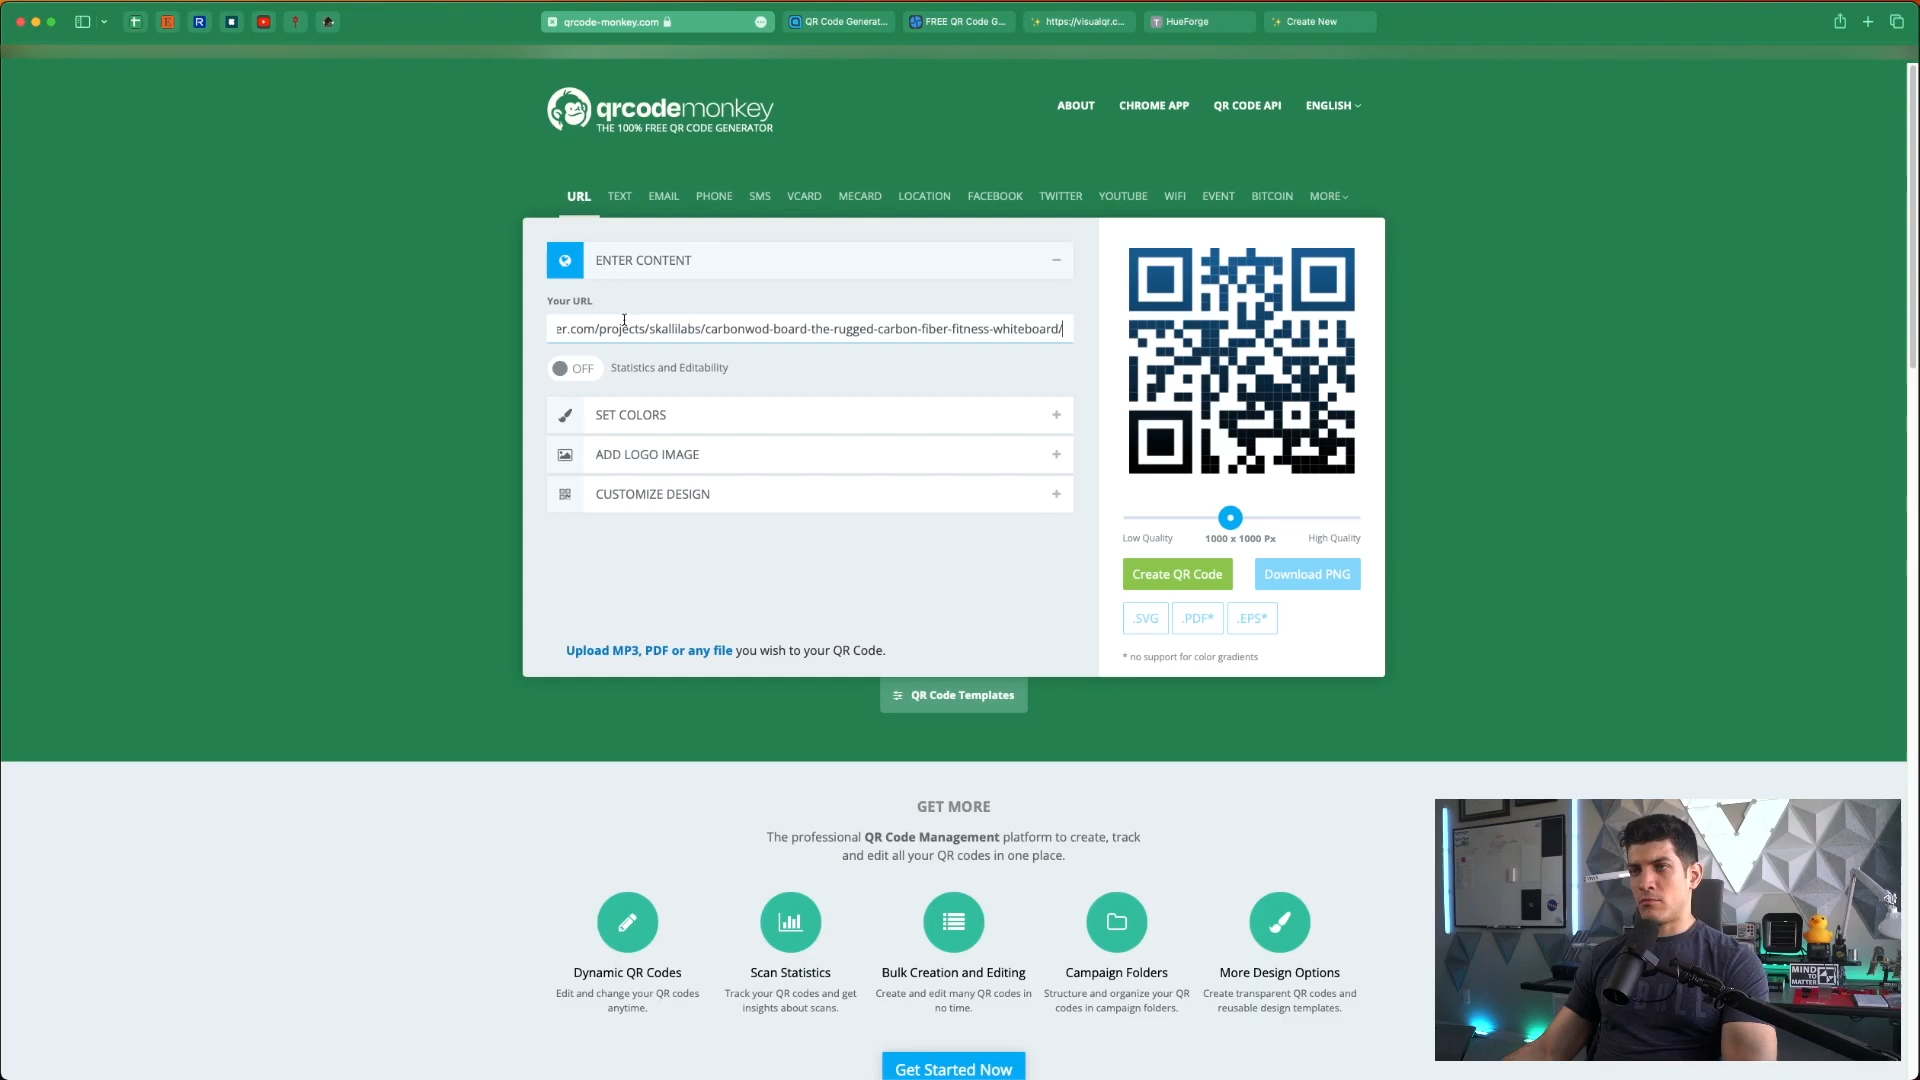 qrcode-monkey.com
QR Code Generat...
FREE QR Code G...
https://visualqr.c...
HueForge
Create New
qrcodemonkey
THE 100% FREE QR CODE GENERATOR
ABOUT
CHROME APP
QR CODE API
ENGLISH
URL
TEXT
EMAIL
PHONE
SMS
VCARD
MECARD
LOCATION
FACEBOOK
TWITTER
YOUTUBE
WIFI
EVENT
BITCOIN
MORE
ENTER CONTENT
Your URL
er.com/projects/skallilabs/carbonwod-board-the-rugged-carbon-fiber-fitness-whiteboard/
OFF
Statistics and Editability
SET COLORS
ADD LOGO IMAGE
CUSTOMIZE DESIGN
Upload MP3, PDF or any file you wish to your QR Code.
Low Quality
1000 x 1000 Px
High Quality
Create QR Code
Download PNG
.SVG
.PDF*
.EPS*
* no support for color gradients
QR Code Templates
GET MORE
The professional QR Code Management platform to create, track
and edit all your QR codes in one place.
Dynamic QR Codes
Edit and change your QR codes
anytime.
Scan Statistics
Track your QR codes and get
insights about scans.
Bulk Creation and Editing
Create and edit many QR codes in
no time.
Campaign Folders
Structure and organize your QR
codes in campaign folders.
More Design Options
Create transparent QR codes and
reusable design templates.
Get Started Now
MIND
TO
MATTER